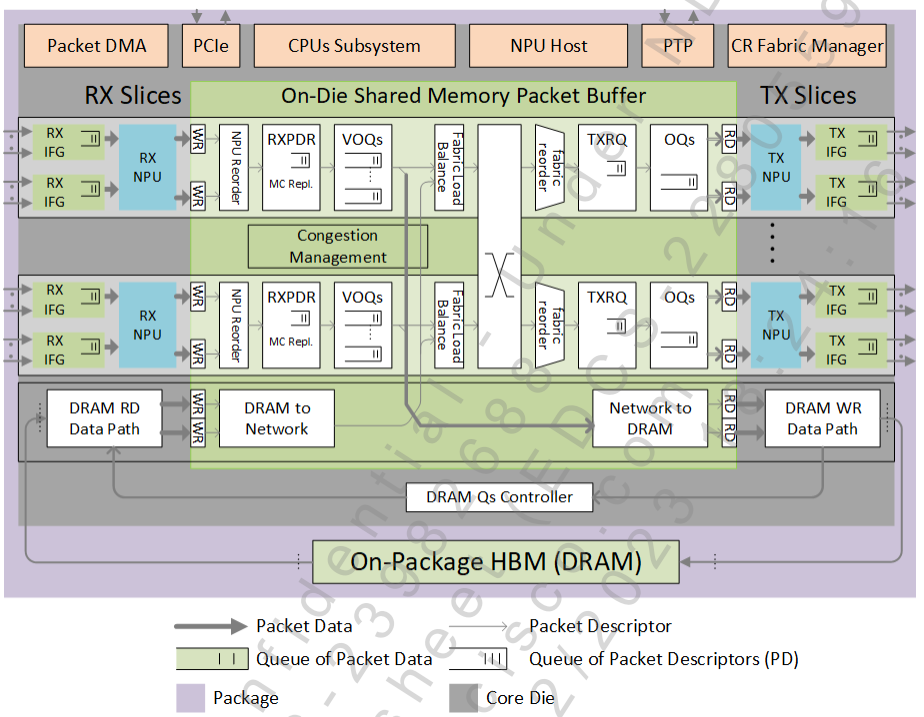 Packet DMA
PCIe
CPUs Subsystem
NPU Host
PTP
CR Fabric Manager
RX Slices
On-Die Shared Memory Packet Buffer
TX Slices
RX
IFG
RX
IFG
RX
NPU
WR
WR
NPU Reorder
RXPDR
MC Repl.
VOQs
Fabric Load
Balance
fabric
reorder
TXRQ
OQs
RD
RD
TX
NPU
TX
IFG
TX
IFG
Congestion
Management
RX
IFG
RX
IFG
RX
NPU
WR
WR
NPU Reorder
RXPDR
MC Repl.
VOQs
Fabric Load
Balance
fabric
reorder
TXRQ
OQs
RD
RD
TX
NPU
TX
IFG
TX
IFG
DRAM RD
Data Path
WR
WR
DRAM to
Network
Network to
DRAM
RD
RD
DRAM WR
Data Path
DRAM Qs Controller
On-Package HBM (DRAM)
Packet Data
Packet Descriptor
Queue of Packet Data
Queue of Packet Descriptors (PD)
Package
Core Die